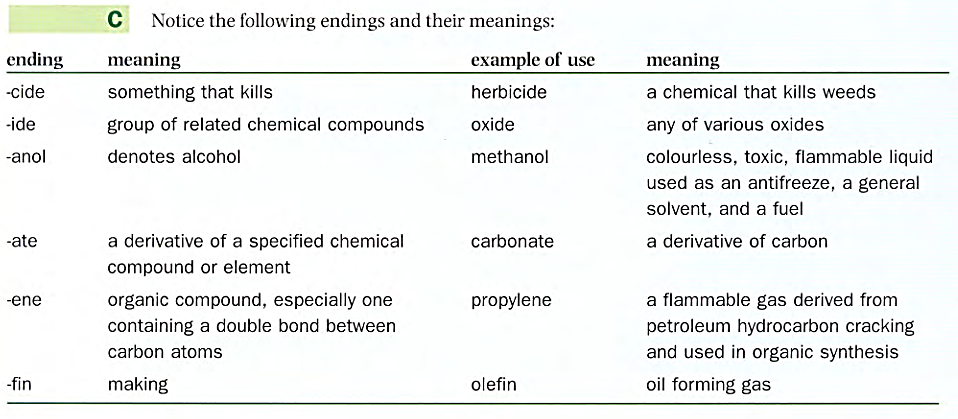 C Notice the following endings and their meanings:
ending meaning example of use meaning
-cide something that kills herbicide a chemical that kills weeds
-ide group of related chemical compounds oxide any of various oxides
-anol denotes alcohol methanol colourless, toxic, flammable liquid
used as an antifreeze, a general
solvent, and a fuel
-ate a derivative of a specified chemical carbonate a derivative of carbon
compound or element
-ene organic compound, especially one propylene a flammable gas derived from
containing a double bond between petroleum hydrocarbon cracking
carbon atoms and used in organic synthesis
-fin making olefin oil forming gas